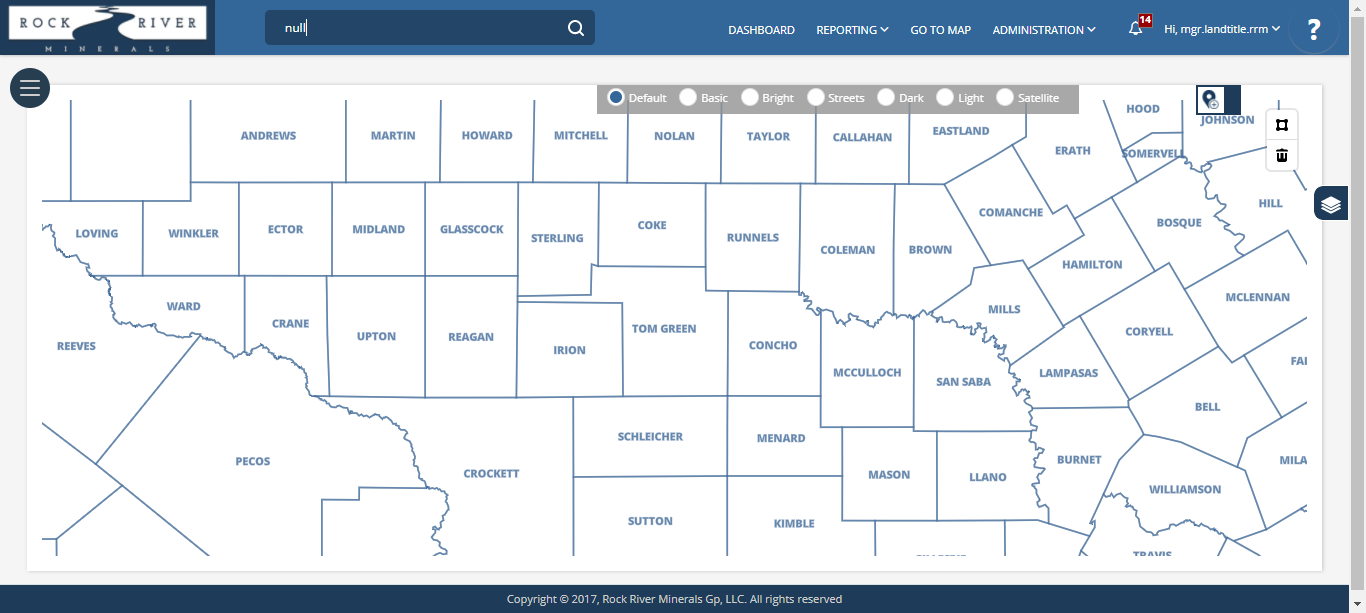 ROCK RIVER
MINERALS
null
DASHBOARD REPORTING GO TO MAP ADMINISTRATION 14 Hi, mgr.landtitle.rrm ?
Default Basic Bright Streets Dark Light Satellite
HOOD
JOHNSON
ANDREWS MARTIN HOWARD MITCHELL NOLAN TAYLOR CALLAHAN EASTLAND
ERATH SOMERVELL
LOVING WINKLER ECTOR MIDLAND GLASSCOCK STERLING COKE RUNNELS COLEMAN BROWN COMANCHE BOSQUE HILL
HAMILTON
WARD CRANE UPTON REAGAN IRION TOM GREEN CONCHO MILLS CORYELL MCLENNAN
REEVES MCCULLOCH SAN SABA LAMPASAS FAI
BELL
PECOS CROCKETT SCHLEICHER MENARD MASON LLANO BURNET WILLIAMSON MILA
SUTTON KIMBLE
TRAVIS
Copyright © 2017, Rock River Minerals Gp, LLC. All rights reserved